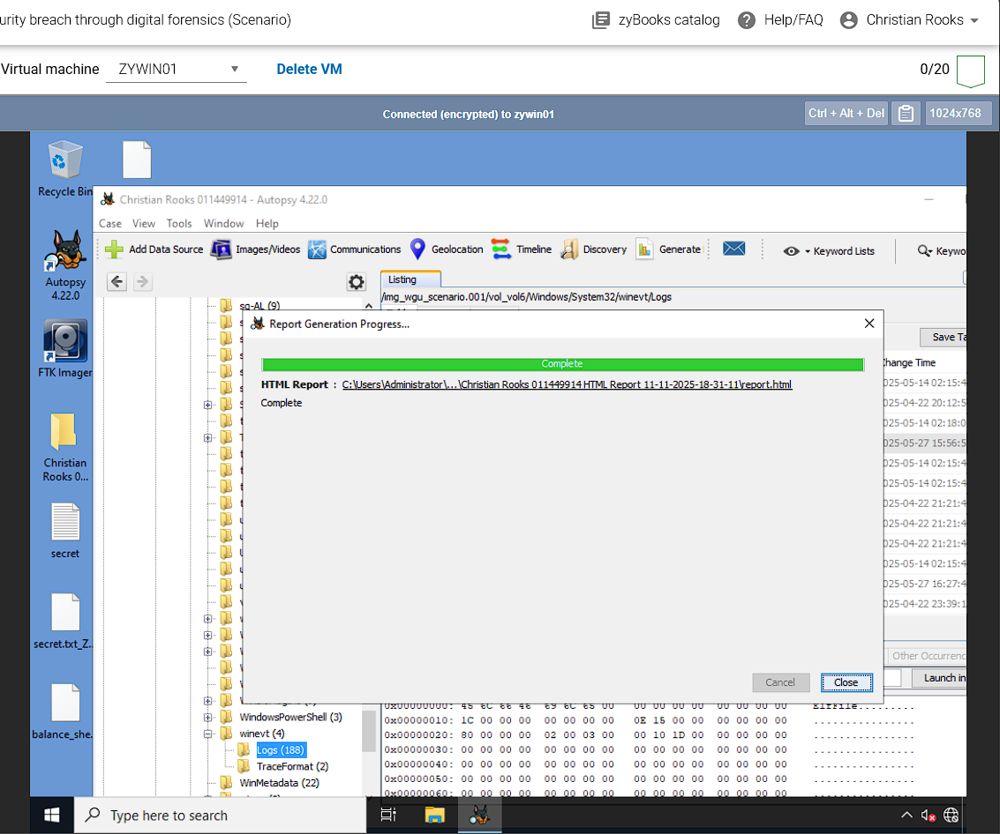 urity breach through digital forensics (Scenario)
zyBooks catalog
Help/FAQ
Christian Rooks
Virtual machine
ZYWIN01
Delete VM
0/20
Connected (encrypted) to zywin01
Ctrl + Alt + Del
1024x768
Recycle Bin
Christian Rooks 011449914 - Autopsy 4.22.0
Case View Tools Window Help
Add Data Source
Images/Videos
Communications
Geolocation
Timeline
Discovery
Generate
Keyword Lists
Keywo
Autopsy
4.22.0
Listing
/img_wgu_scenario.001/vol_vol6/Windows/System32/winevt/Logs
sq-AL (9)
Report Generation Progress...
Save Ta
Complete
Change Time
HTML Report : C:\Users\Administrator\...\Christian Rooks 011449914 HTML Report 11-11-2025-18-31-11\report.html
Complete
025-05-14 02:15:4
025-04-22 20:12:5
025-05-14 02:18:0
025-05-27 15:56:5
025-05-14 02:15:4
025-05-14 02:15:4
025-04-22 21:21:4
025-04-22 21:21:4
025-04-22 21:21:4
025-05-14 02:15:4
025-05-27 16:27:4
025-04-22 23:39:1
FTK Imager
Christian
Rooks 0...
secret
secret.txt_Z...
balance_she...
Other Occurrenc
Launch in
Cancel
Close
WindowsPowerShell (3)
winevt (4)
Logs (188)
TraceFormat (2)
WinMetadata (22)
0x00000000: 45 6C 66 46 69 6C 65 00 00 00 00 00 00 00 00 00 ElfFile.........
0x00000010: 1C 00 00 00 00 00 00 00 0E 15 00 00 00 00 00 00 ................
0x00000020: 80 00 00 00 02 00 03 00 00 10 1D 00 00 00 00 00 ................
0x00000030: 00 00 00 00 00 00 00 00 00 00 00 00 00 00 00 00 ................
0x00000040: 00 00 00 00 00 00 00 00 00 00 00 00 00 00 00 00 ................
0x00000050: 00 00 00 00 00 00 00 00 00 00 00 00 00 00 00 00 ................
0x00000060: 00 00 00 00 00 00 00 00 00 00 00 00 00 00 00 00 ................
Type here to search